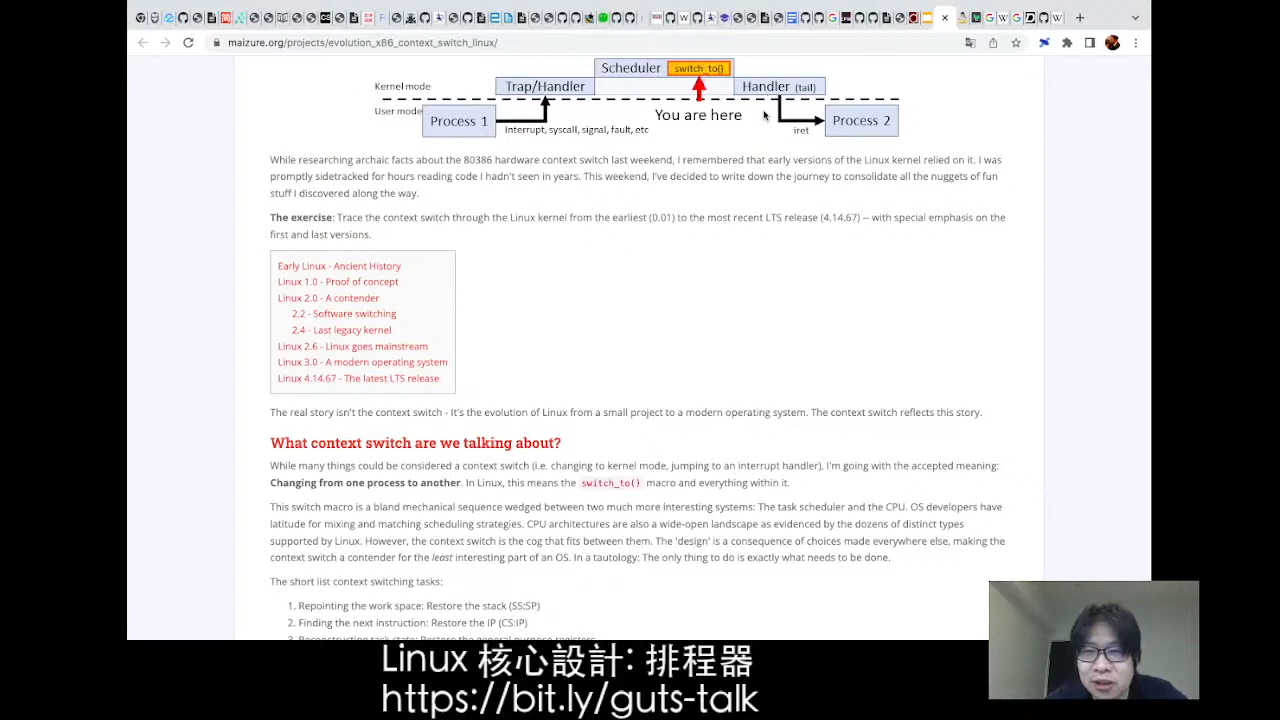 maizure.org/projects/evolution_x86_context_switch_linux/
Scheduler switch_to()
Kernel mode
Trap/Handler
Handler (tail)
User mode
Process 1
You are here
Process 2
Interrupt, syscall, signal, fault, etc
iret
While researching archaic facts about the 80386 hardware context switch last weekend, I remembered that early versions of the Linux kernel relied on it. I was
promptly sidetracked for hours reading code I hadn't seen in years. This weekend, I've decided to write down the journey to consolidate all the nuggets of fun
stuff I discovered along the way.
The exercise: Trace the context switch through the Linux kernel from the earliest (0.01) to the most recent LTS release (4.14.67) -- with special emphasis on the
first and last versions.
Early Linux - Ancient History
Linux 1.0 - Proof of concept
Linux 2.0 - A contender
2.2 - Software switching
2.4 - Last legacy kernel
Linux 2.6 - Linux goes mainstream
Linux 3.0 - A modern operating system
Linux 4.14.67 - The latest LTS release
The real story isn't the context switch - It's the evolution of Linux from a small project to a modern operating system. The context switch reflects this story.
What context switch are we talking about?
While many things could be considered a context switch (i.e. changing to kernel mode, jumping to an interrupt handler), I'm going with the accepted meaning:
Changing from one process to another. In Linux, this means the switch_to() macro and everything within it.
This switch macro is a bland mechanical sequence wedged between two much more interesting systems: The task scheduler and the CPU. OS developers have
latitude for mixing and matching scheduling strategies. CPU architectures are also a wide-open landscape as evidenced by the dozens of distinct types
supported by Linux. However, the context switch is the cog that fits between them. The 'design' is a consequence of choices made everywhere else, making the
context switch a contender for the least interesting part of an OS. In a tautology: The only thing to do is exactly what needs to be done.
The short list context switching tasks:
1. Repointing the work space: Restore the stack (SS:SP)
2. Finding the next instruction: Restore the IP (CS:IP)
3. Reconstructing task state: Restore the general purpose registers
Linux 核心設計: 排程器
https://bit.ly/guts-talk